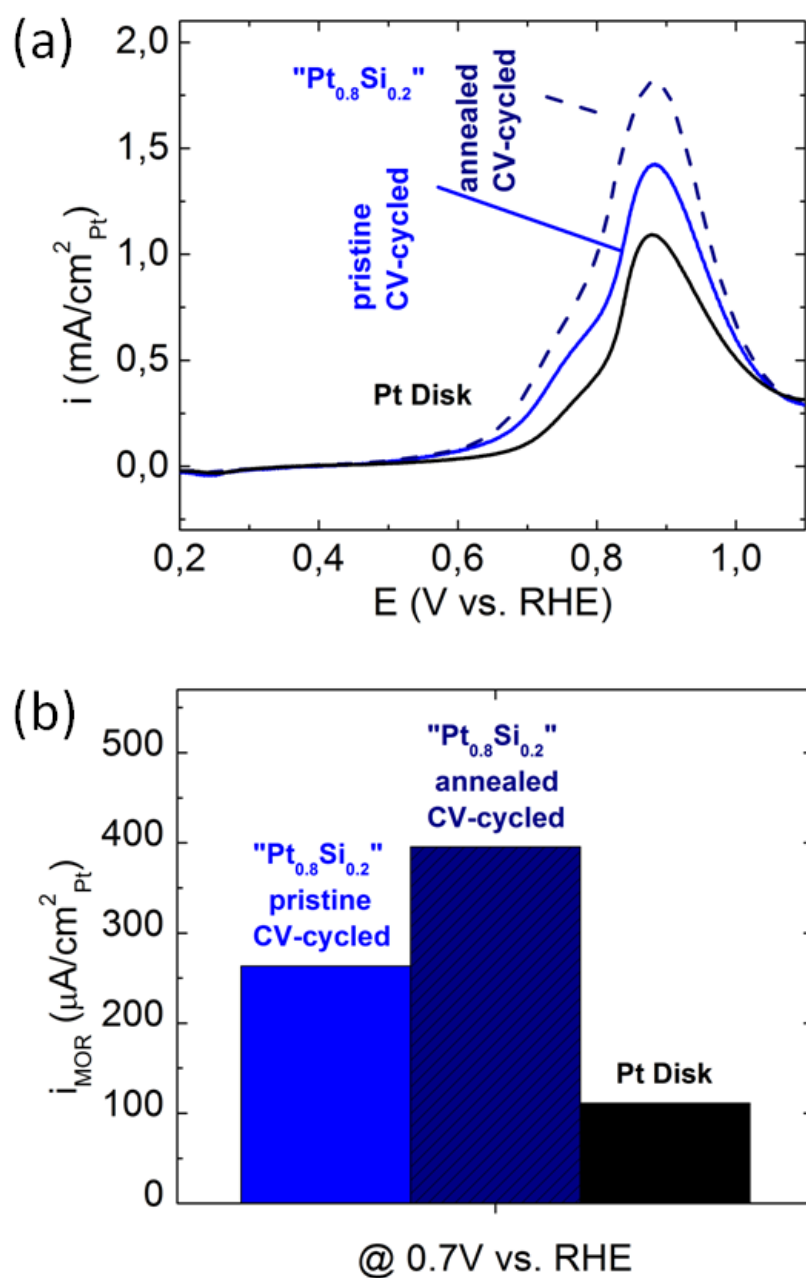 (a)
2,0
1,5
1,0
0,5
0,0
i (mA/cm²Pt)
"Pt0.8Si0.2"
annealed
CV-cycled
pristine
CV-cycled
Pt Disk
0,2 0,4 0,6 0,8 1,0
E (V vs. RHE)
(b)
500
400
300
200
100
0
iMOR (µA/cm²Pt)
"Pt0.8Si0.2"
pristine
CV-cycled
"Pt0.8Si0.2"
annealed
CV-cycled
Pt Disk
@ 0.7V vs. RHE